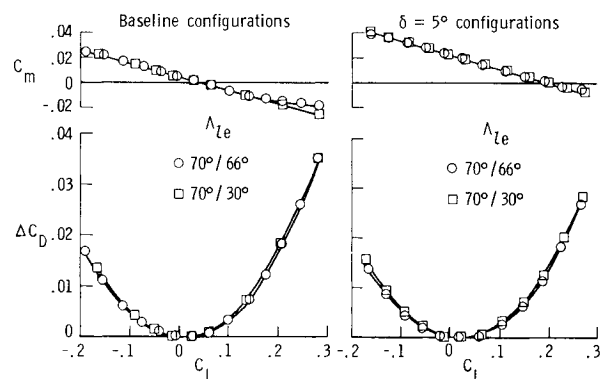 Baseline configurations
δ = 5° configurations
C_m
.04
.02
0
-.02
.04
.02
0
-.02
Λ_le
70°/66°
70°/30°
Λ_le
70°/66°
70°/30°
ΔC_D
.04
.03
.02
.01
0
-.2 -.1 0 .1 .2 .3
C_L
-.2 -.1 0 .1 .2 .3
C_L